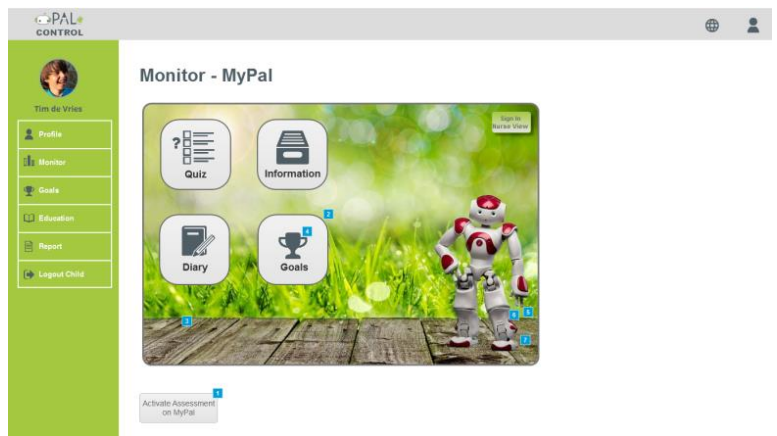 PAL
CONTROL
Tim de Vries
Profile
Monitor
Goals
Education
Report
Logout Child
Monitor - MyPal
Sign in
Nurse View
?
Quiz
Information
2
4
Diary
Goals
3
6
5
7
1
Activate Assessment
on MyPal